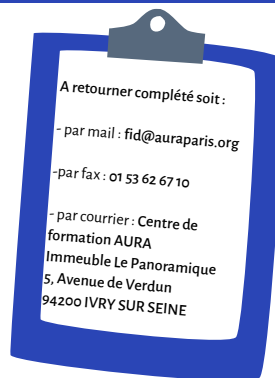 A retourner complété soit :
- par mail : fid@auraparis.org
-par fax : 01 53 62 67 10
- par courrier : Centre de
formation AURA
Immeuble Le Panoramique
5, Avenue de Verdun
94200 IVRY SUR SEINE